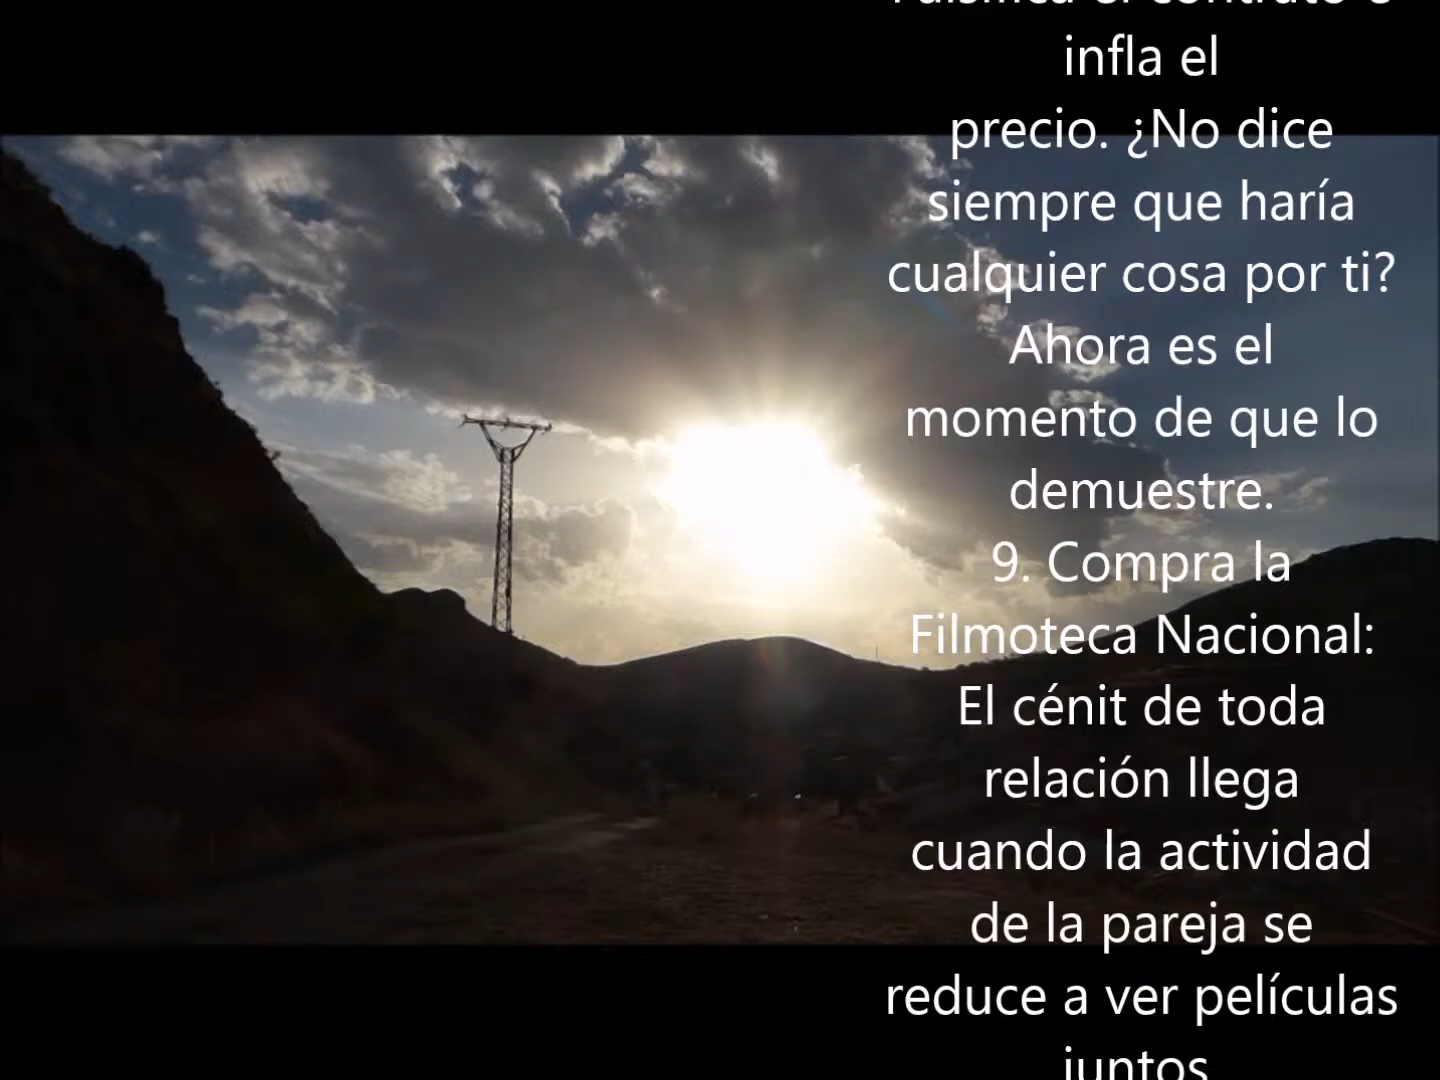 infla el
precio. ¿No dice
siempre que haría
cualquier cosa por ti?
Ahora es el
momento de que lo
demuestre.
9. Compra la
Filmoteca Nacional:
El cénit de toda
relación llega
cuando la actividad
de la pareja se
reduce a ver películas
juntos